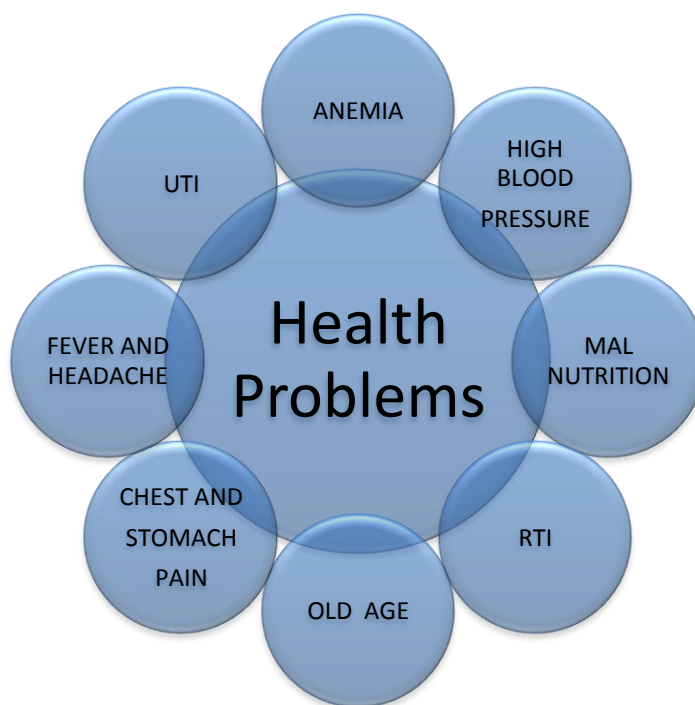 ANEMIA
HIGH
BLOOD
PRESSURE
UTI
Health
Problems
FEVER AND
HEADACHE
MAL
NUTRITION
CHEST AND
STOMACH
PAIN
RTI
OLD AGE